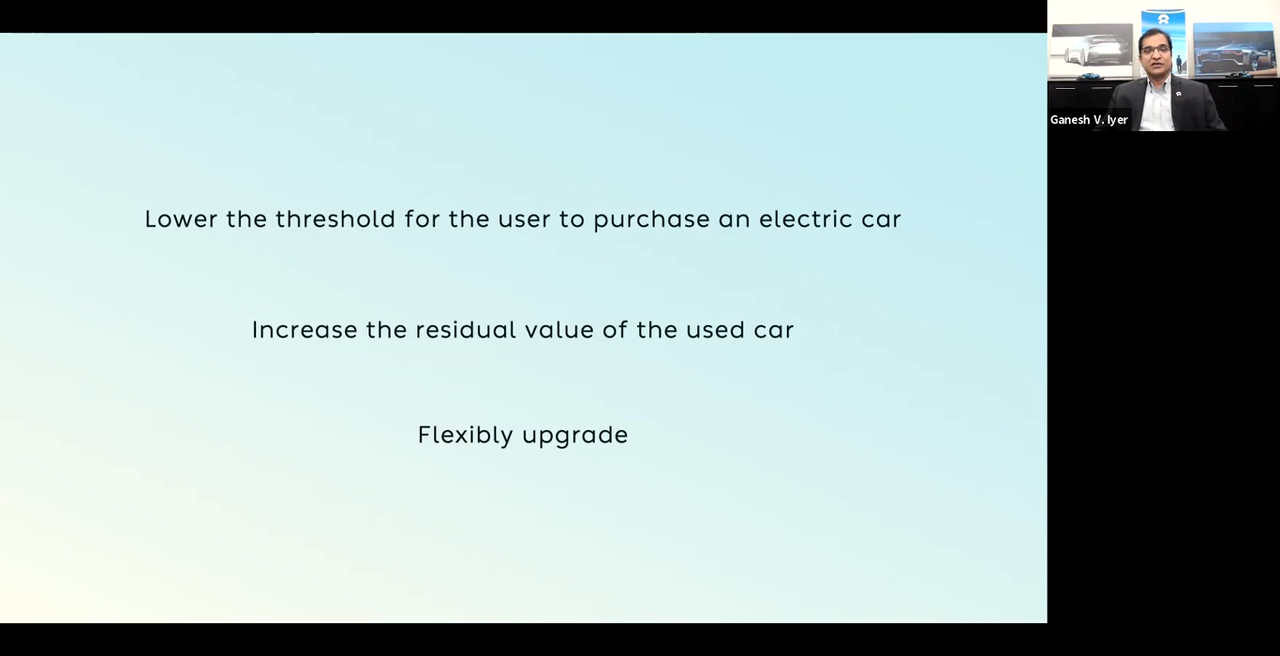 Lower the threshold for the user to purchase an electric car
Increase the residual value of the used car
Flexibly upgrade
Ganesh V. Iyer